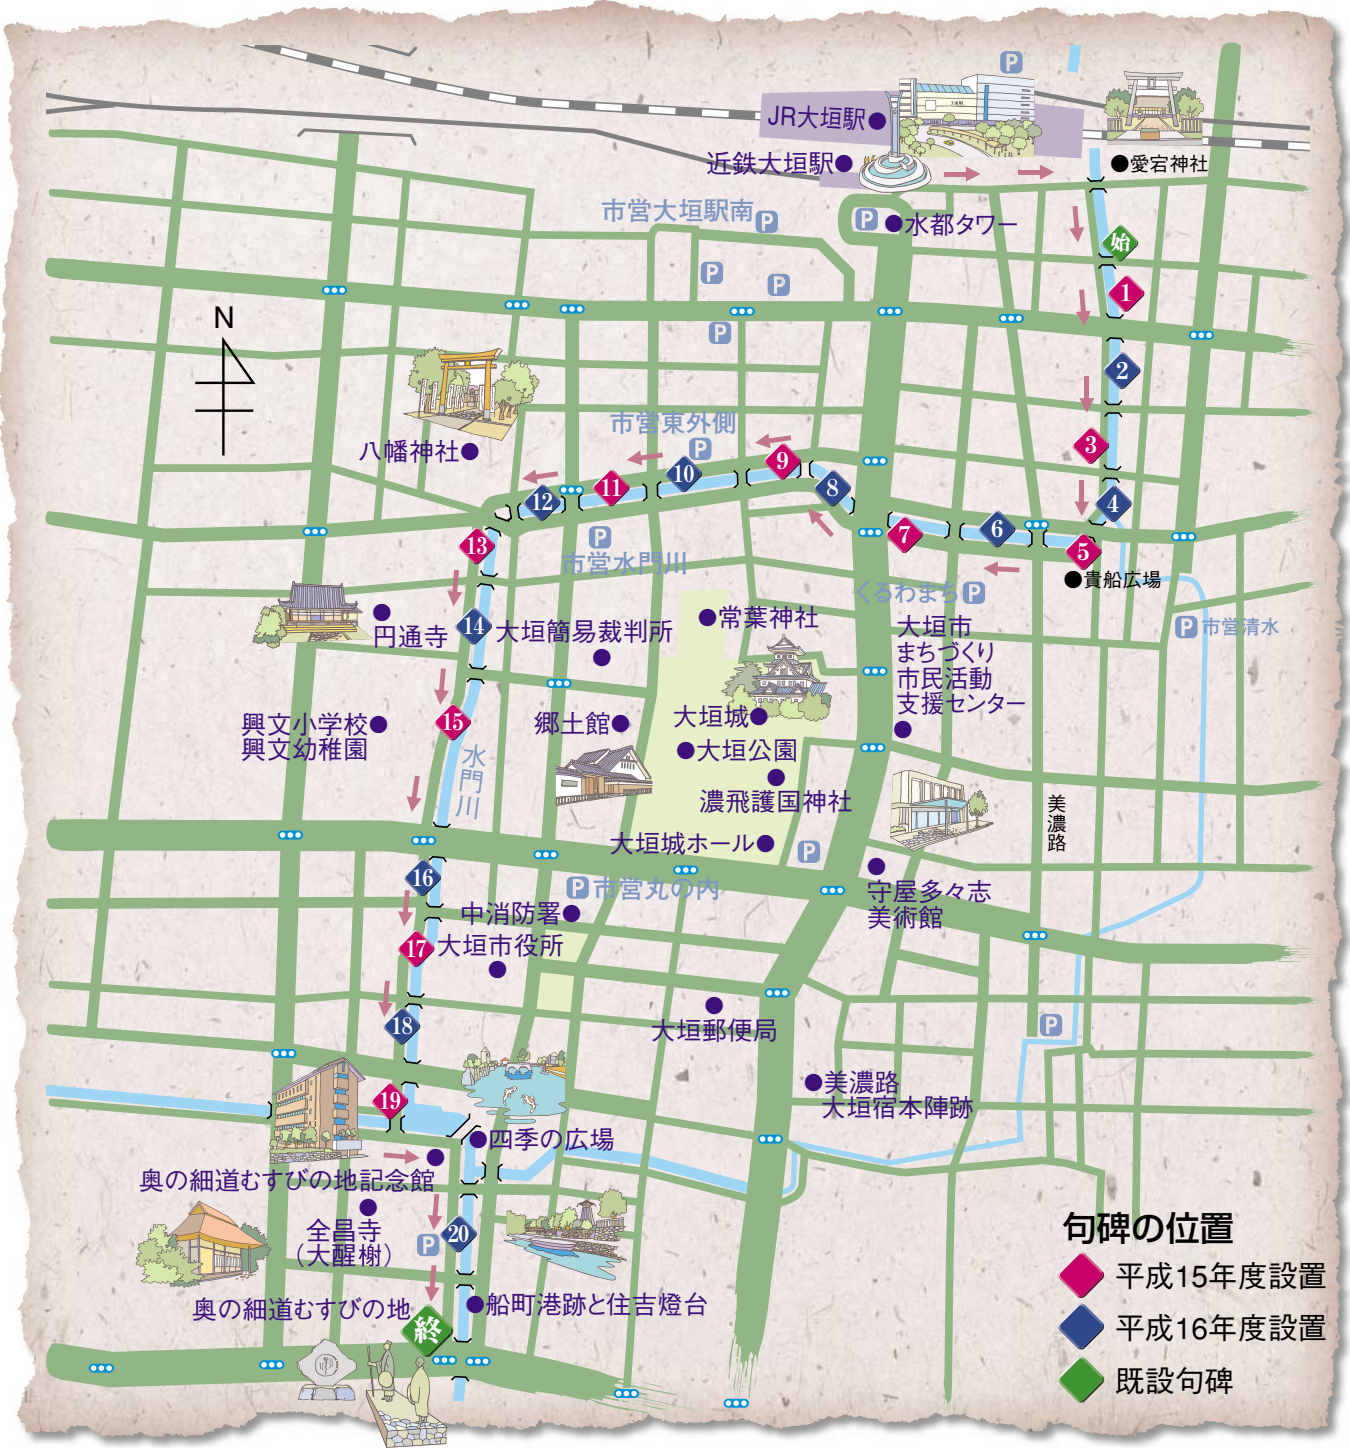 P
JR大垣駅
大垣駅
近鉄大垣駅
愛宕神社
市営大垣駅南
P
P
水都タワー
始
P
P
1
P
N
2
市営東外側
八幡神社
P
3
9
10
11
8
12
4
7
6
13
5
P
市営水門川
貴船広場
くるわまち
P
円通寺
14
大垣簡易裁判所
常葉神社
大垣市
まちづくり
市民活動
支援センター
P
市営清水
興文小学校
興文幼稚園
15
郷土館
大垣城
大垣公園
水門川
濃飛護国神社
美濃路
大垣城ホール
P
16
P
市営丸の内
守屋多々志
美術館
中消防署
17
大垣市役所
18
大垣郵便局
P
19
美濃路
大垣宿本陣跡
四季の広場
奥の細道むすびの地記念館
全昌寺
（大醒榭）
P
20
奥の細道むすびの地
船町港跡と住吉燈台
終
句碑の位置
平成15年度設置
平成16年度設置
既設句碑